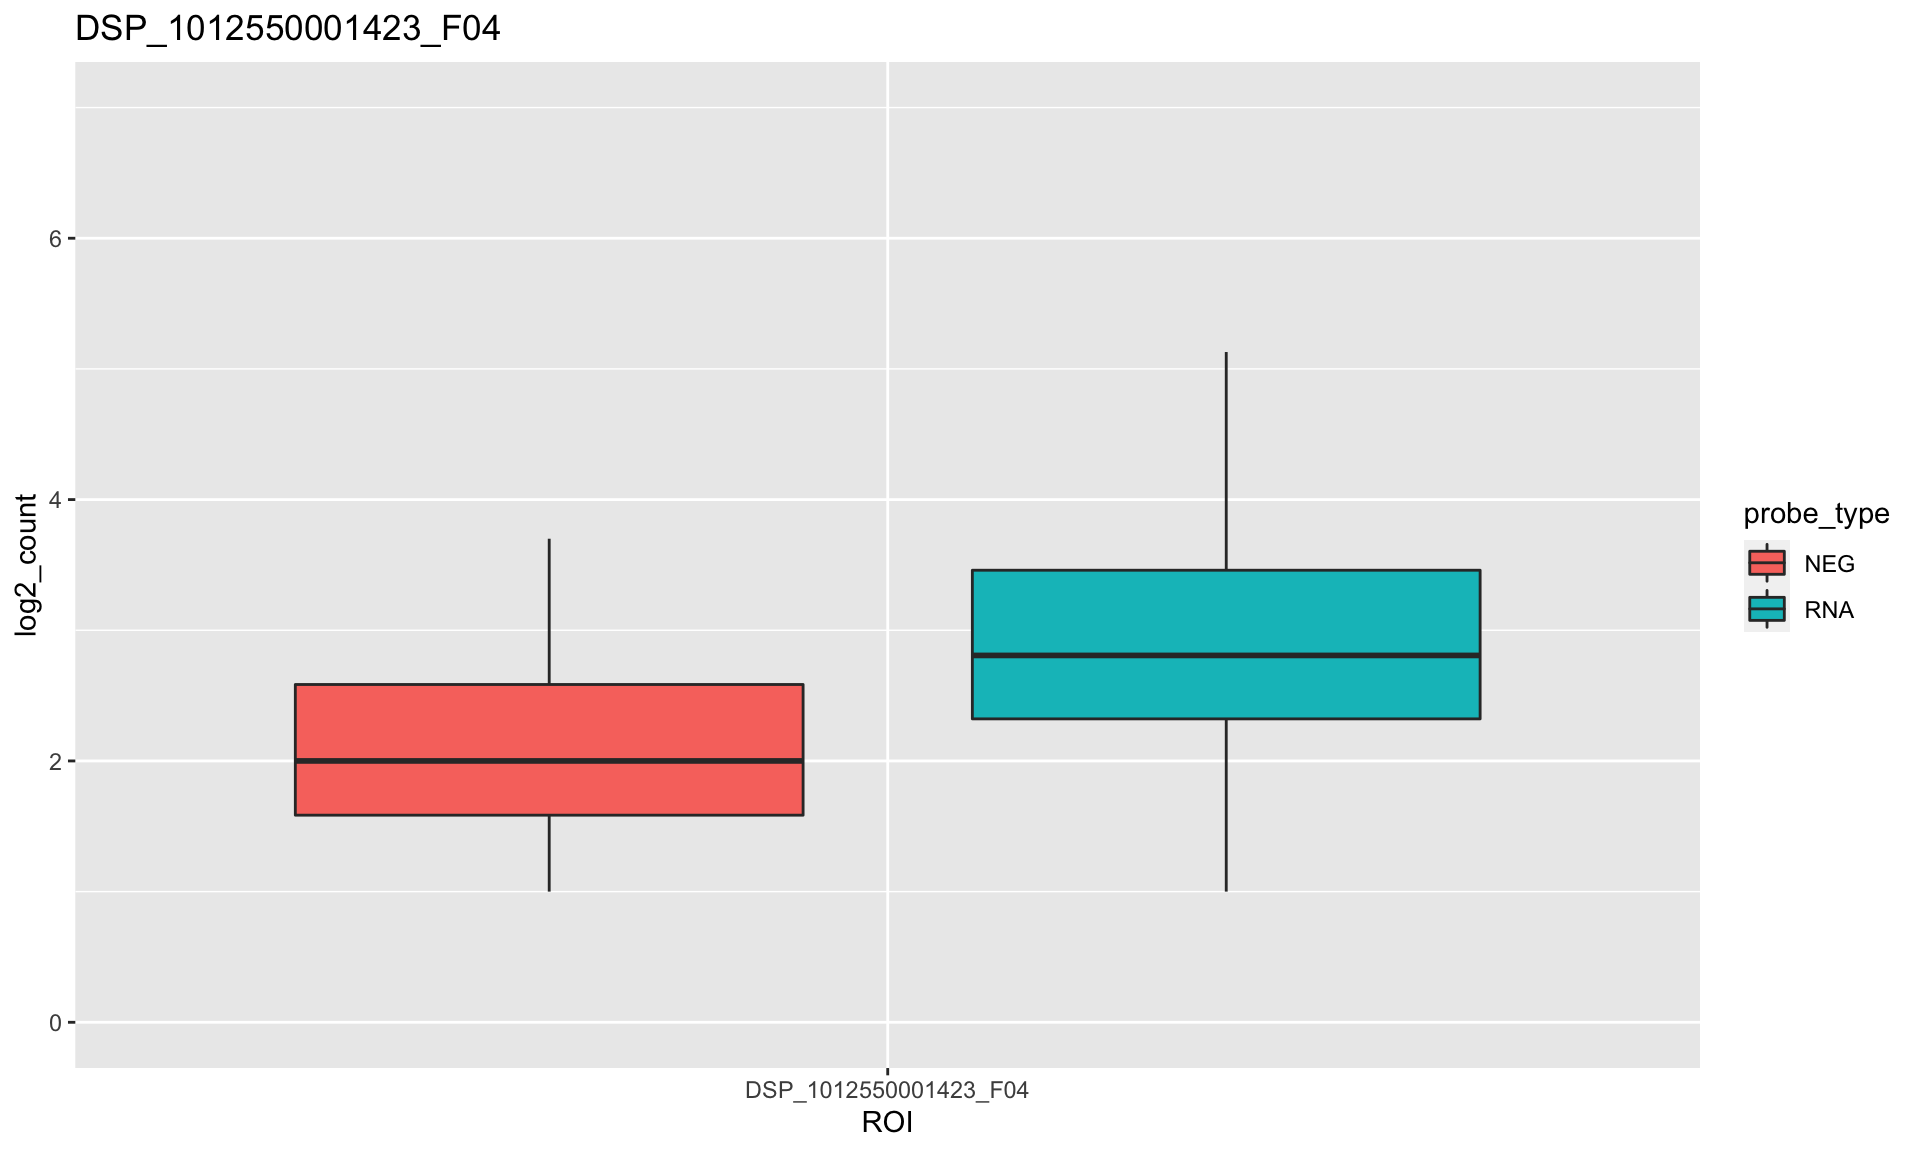 DSP_1012550001423_F04
6
4
2
0
log2_count
DSP_1012550001423_F04
ROI
probe_type
NEG
RNA